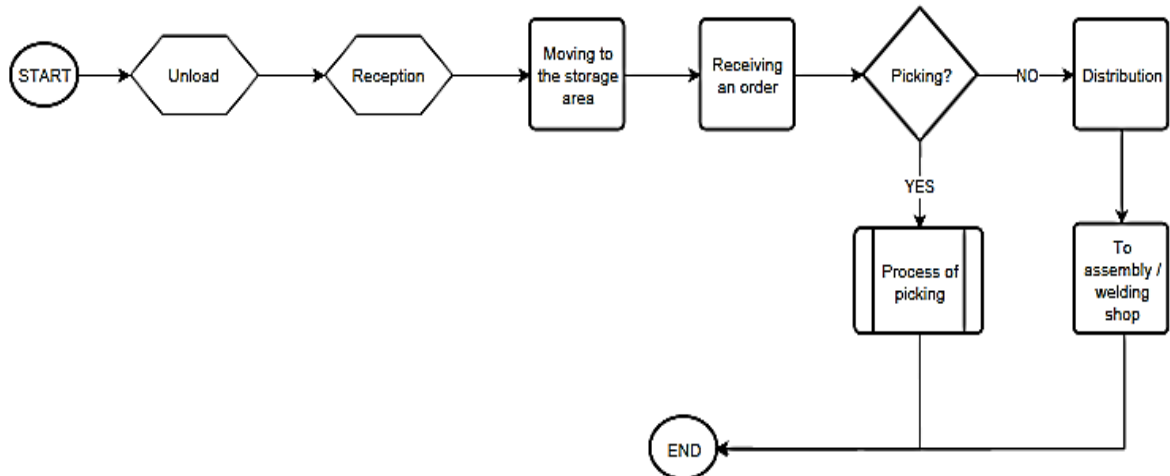 START
Unload
Reception
Moving to
the storage
area
Receiving
an order
Picking?
NO
Distribution
YES
Process of
picking
To
assembly /
welding
shop
END